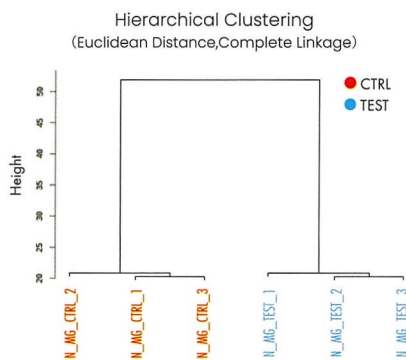 Hierarchical Clustering
(Euclidean Distance,Complete Linkage)
CTRL
TEST
Height
50
45
40
35
30
25
20
N_MG_CTRL_2
N_MG_CTRL_1
N_MG_CTRL_3
N_MG_TEST_1
N_MG_TEST_2
N_MG_TEST_3